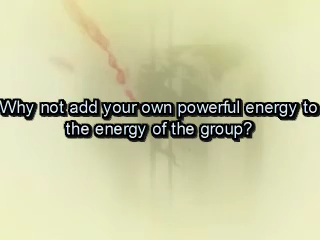 Why not add your own powerful energy to
the energy of the group?